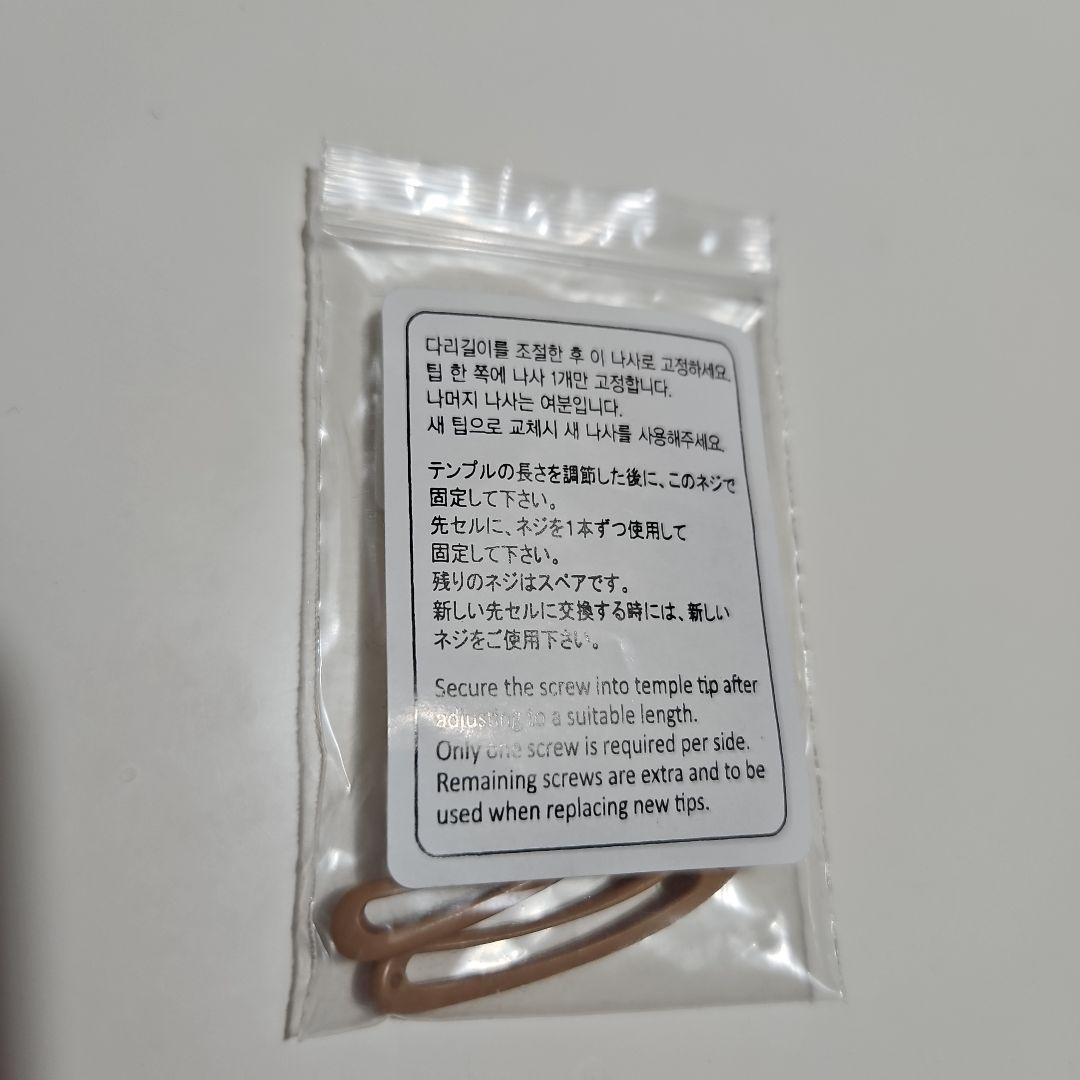 다리길이를 조절한 후 이 나사로 고정하세요.
팁 한 쪽에 나사 1개만 고정합니다.
나머지 나사는 여분입니다.
새 팁으로 교체시 새 나사를 사용해주세요.
テンプルの長さを調節した後に、このネジで
固定して下さい。
先セルに、ネジを1本ずつ使用して
固定して下さい。
残りのネジはスペアです。
新しい先セルに交換する時には、新しい
ネジをご使用下さい。
Secure the screw into temple tip after
adjusting to a suitable length.
Only one screw is required per side.
Remaining screws are extra and to be
used when replacing new tips.